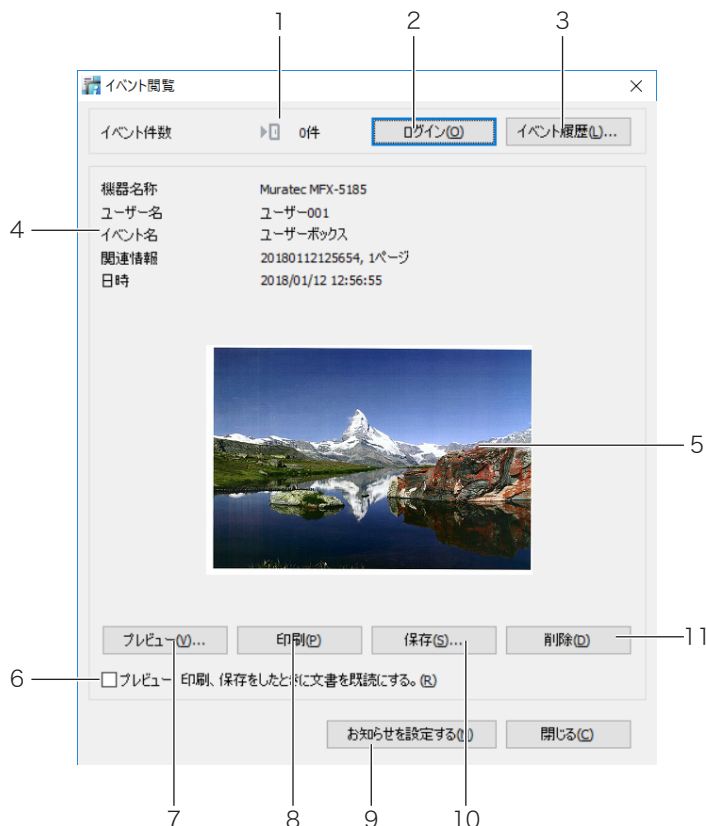 1 2 3
イベント閲覧
イベント件数 0件 ログイン(O) イベント履歴(L)...
機器名称 Muratec MFX-5185
ユーザー名 ユーザー001
4 イベント名 ユーザーボックス
関連情報 20180112125654, 1ページ
日時 2018/01/12 12:56:55
5
プレビュー(V)... 印刷(P) 保存(S)... 削除(D) 11
6 プレビュー 印刷、保存をしたときに文書を既読にする。(R)
お知らせを設定する(N) 閉じる(C)
7 8 9 10